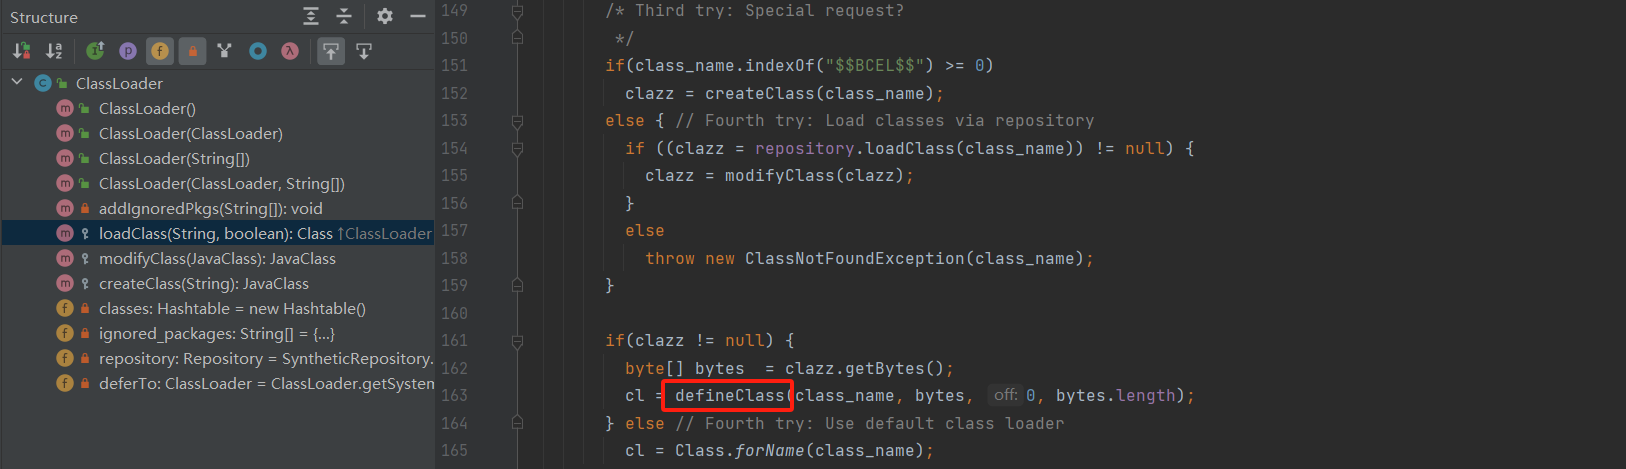 Structure
ClassLoader
ClassLoader()
ClassLoader(ClassLoader)
ClassLoader(String[])
ClassLoader(ClassLoader, String[])
addIgnoredPkgs(String[]): void
loadClass(String, boolean): Class ↑ClassLoader
modifyClass(JavaClass): JavaClass
createClass(String): JavaClass
classes: Hashtable = new Hashtable()
ignored_packages: String[] = {...}
repository: Repository = SyntheticRepository.
deferTo: ClassLoader = ClassLoader.getSystem
149 /* Third try: Special request?
150 */
151 if(class_name.indexOf("$$BCEL$$") >= 0)
152 clazz = createClass(class_name);
153 else { // Fourth try: Load classes via repository
154 if ((clazz = repository.loadClass(class_name)) != null) {
155 clazz = modifyClass(clazz);
156 }
157 else
158 throw new ClassNotFoundException(class_name);
159 }
160
161 if(clazz != null) {
162 byte[] bytes  = clazz.getBytes();
163 cl = defineClass(class_name, bytes, off: 0, bytes.length);
164 } else // Fourth try: Use default class loader
165 cl = Class.forName(class_name);